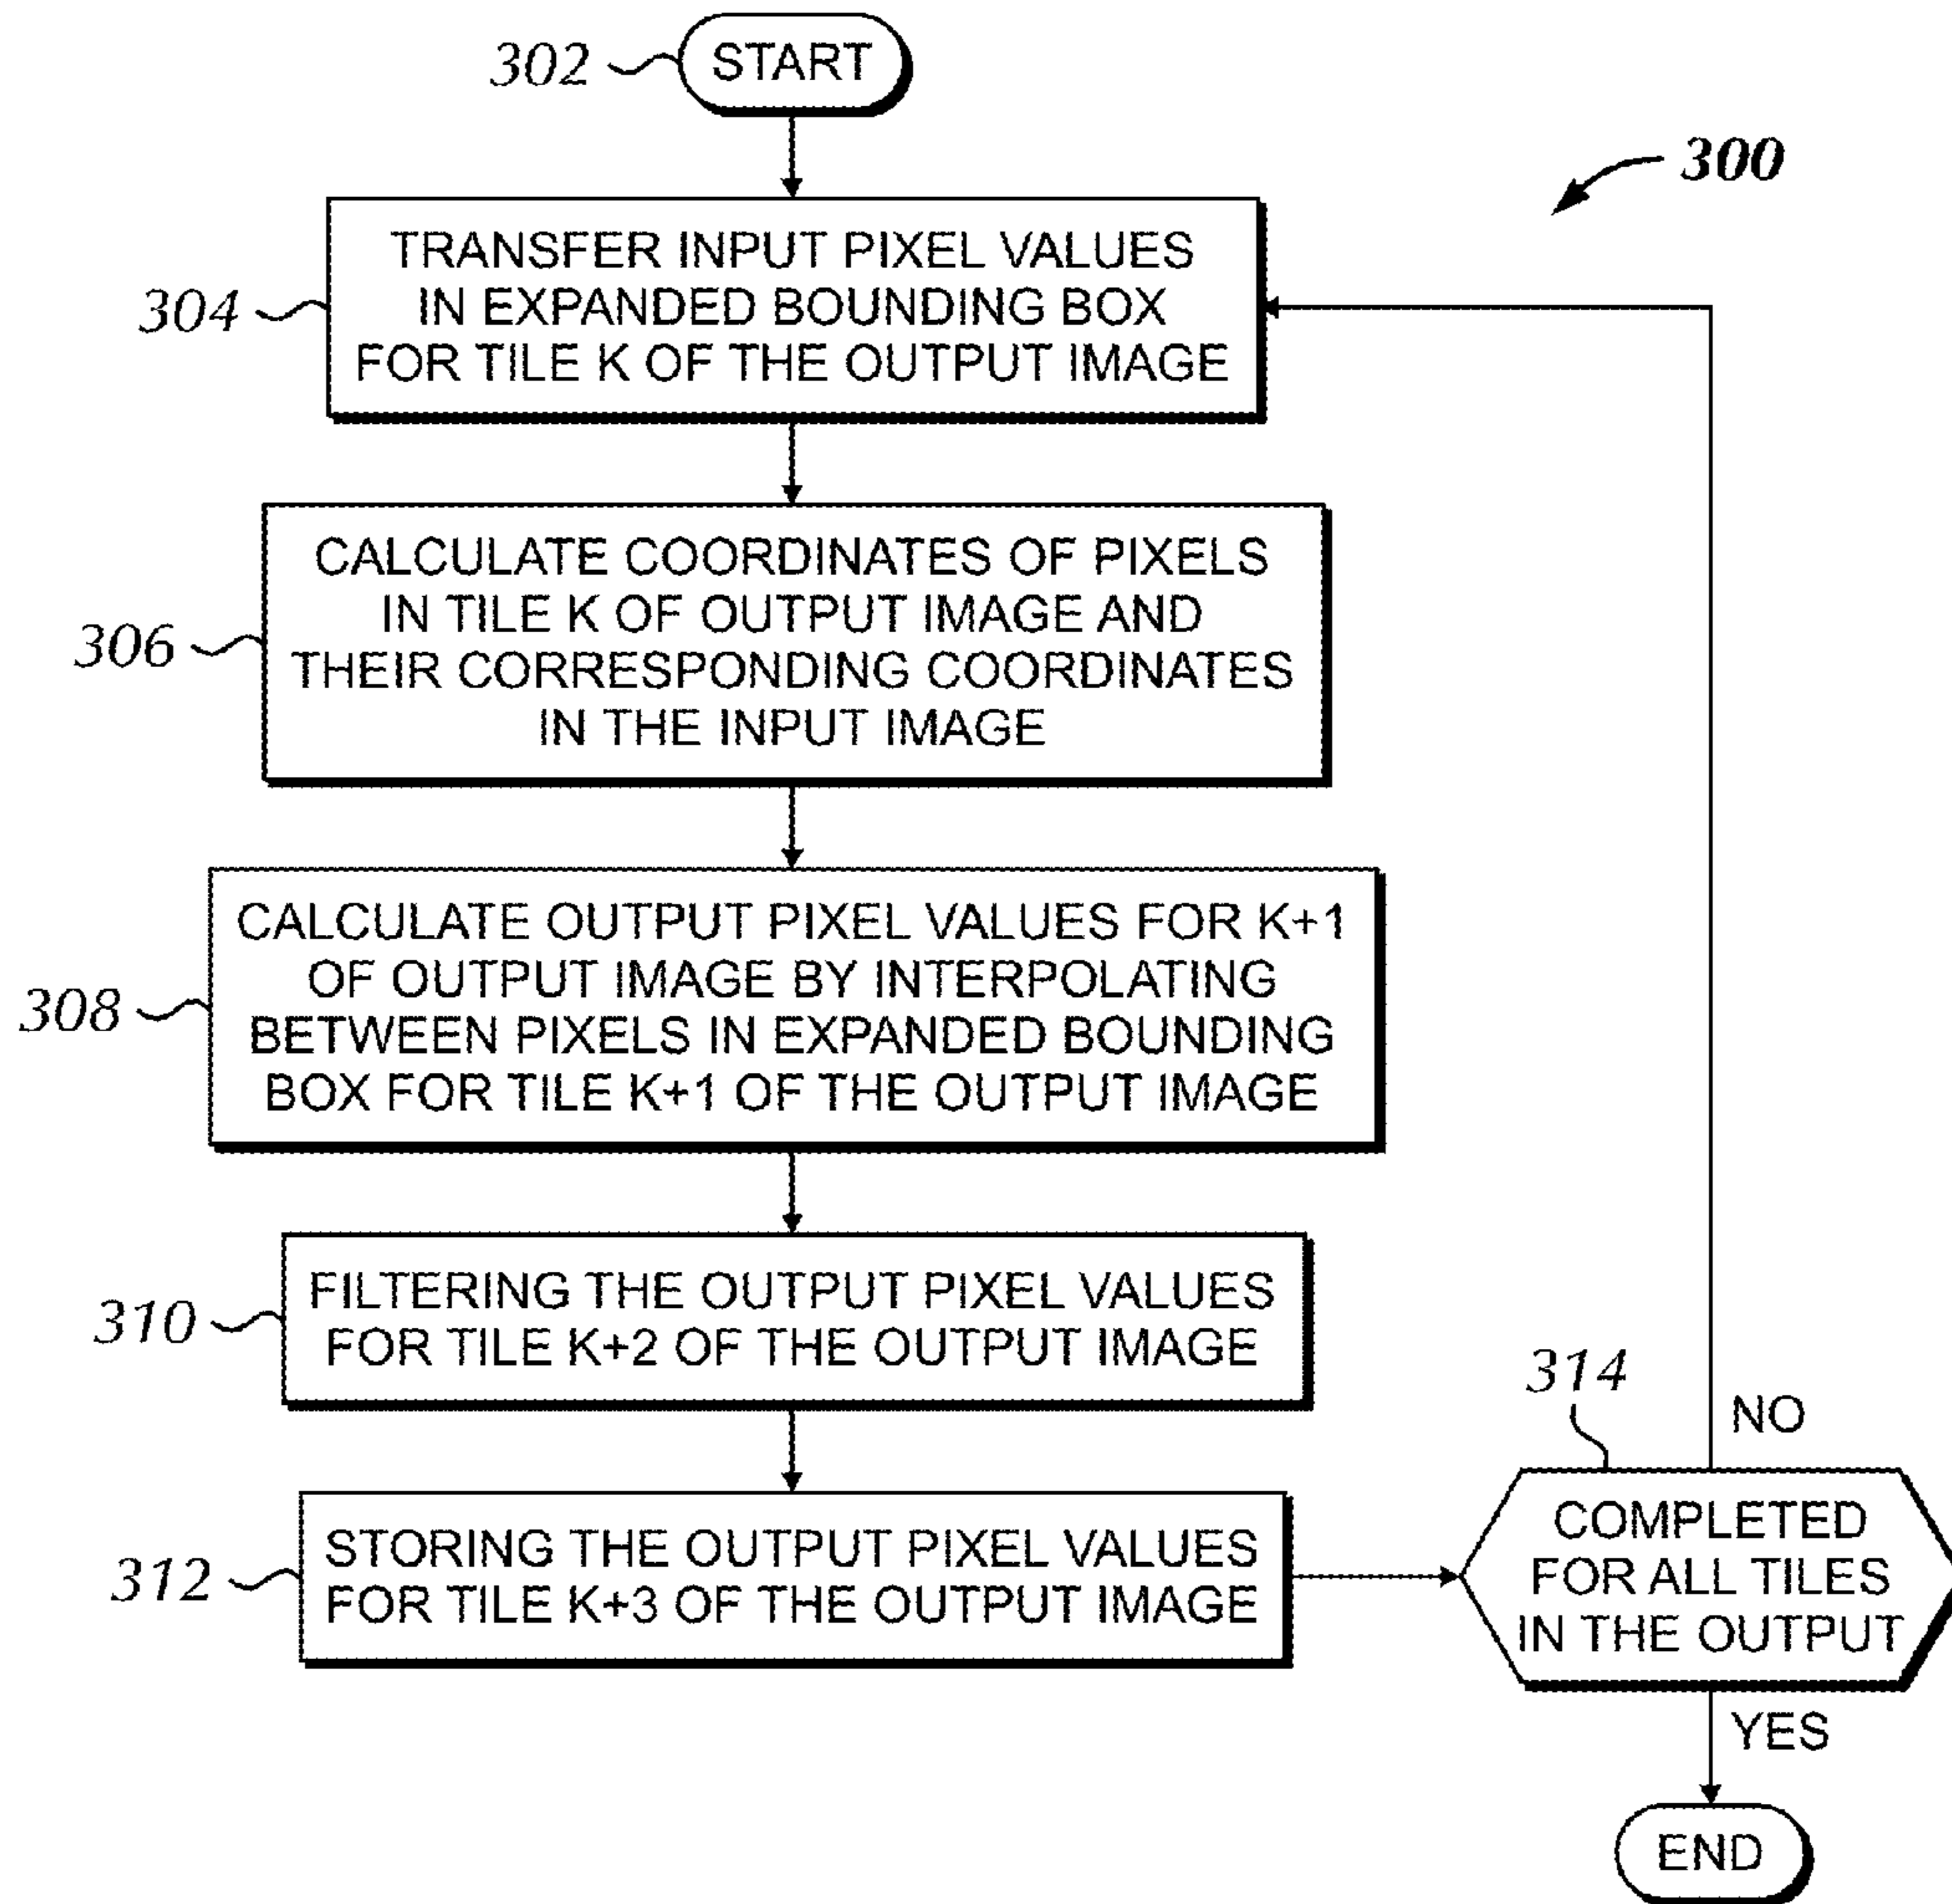 302
START
300
304
TRANSFER INPUT PIXEL VALUES
IN EXPANDED BOUNDING BOX
FOR TILE K OF THE OUTPUT IMAGE
306
CALCULATE COORDINATES OF PIXELS
IN TILE K OF OUTPUT IMAGE AND
THEIR CORRESPONDING COORDINATES
IN THE INPUT IMAGE
308
CALCULATE OUTPUT PIXEL VALUES FOR K+1
OF OUTPUT IMAGE BY INTERPOLATING
BETWEEN PIXELS IN EXPANDED BOUNDING
BOX FOR TILE K+1 OF THE OUTPUT IMAGE
310
FILTERING THE OUTPUT PIXEL VALUES
FOR TILE K+2 OF THE OUTPUT IMAGE
312
STORING THE OUTPUT PIXEL VALUES
FOR TILE K+3 OF THE OUTPUT IMAGE
314
NO
COMPLETED
FOR ALL TILES
IN THE OUTPUT
YES
END